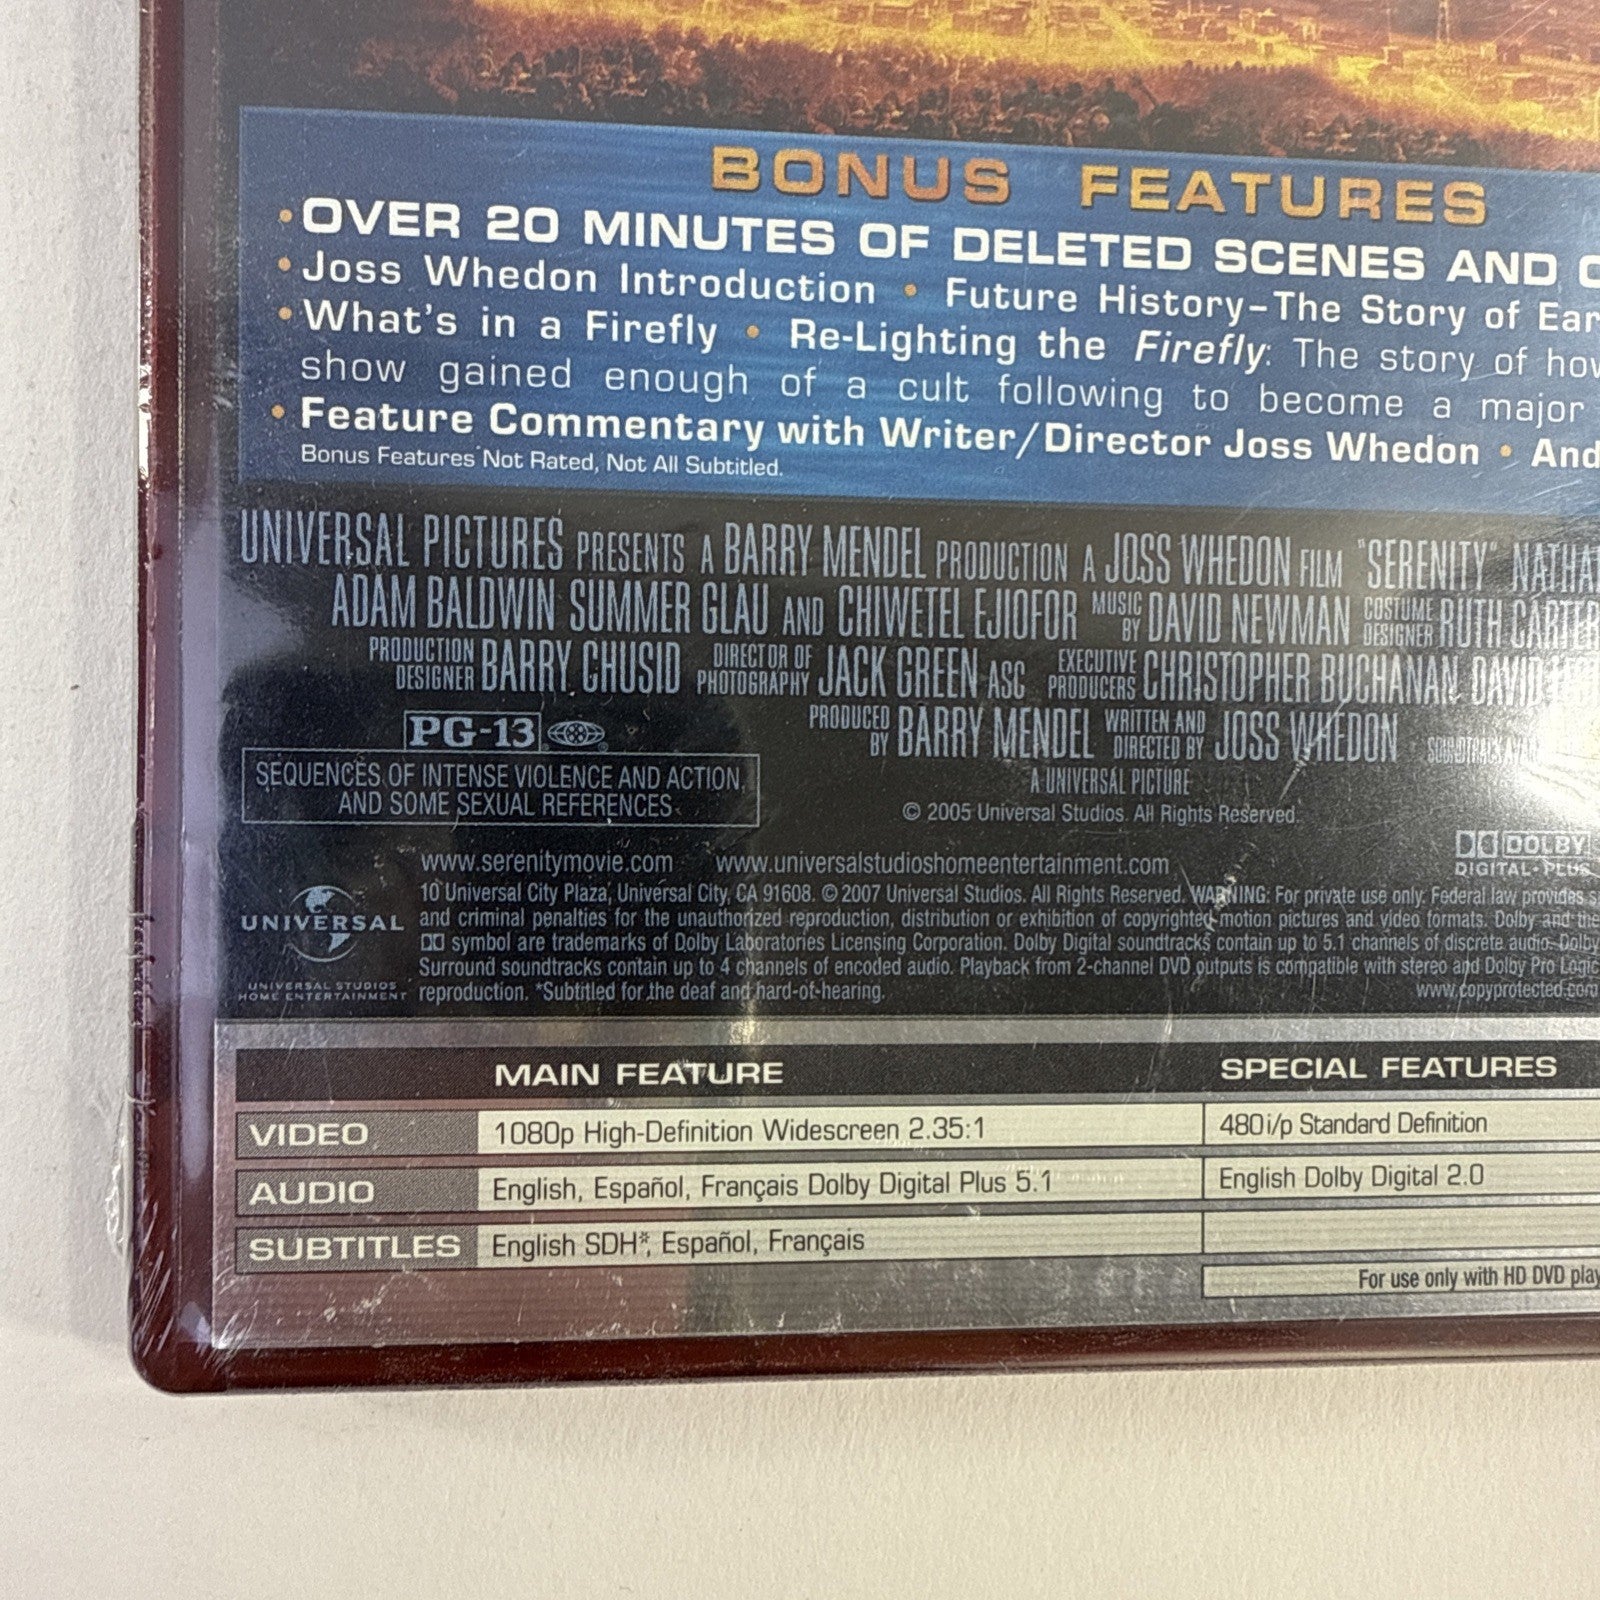 BONUS FEATURES
•OVER 20 MINUTES OF DELETED SCENES AND
•Joss Whedon Introduction • Future History–The Story of
•What's in a Firefly • Re-Lighting the Firefly: The story of
show gained enough of a cult following to become a major
• Feature Commentary with Writer/Director Joss Whedon • And
Bonus Features Not Rated, Not All Subtitled.
UNIVERSAL PICTURES PRESENTS A BARRY MENDEL PRODUCTION A JOSS WHEDON FILM "SERENITY"
ADAM BALDWIN SUMMER GLAU AND CHIWETEL EJIOFOR MUSIC BY DAVID NEWMAN COSTUME DESIGNER RUTH CARTER
PRODUCTION DESIGNER BARRY CHUSID DIRECTOR OF PHOTOGRAPHY JACK GREEN ASC EXECUTIVE PRODUCERS CHRISTOPHER BUCHANAN DAVID
PRODUCED BY BARRY MENDEL WRITTEN AND DIRECTED BY JOSS WHEDON
PG-13
SEQUENCES OF INTENSE VIOLENCE AND ACTION,
AND SOME SEXUAL REFERENCES
A UNIVERSAL PICTURE
© 2005 Universal Studios. All Rights Reserved.
www.serenitymovie.com www.universalstudioshomeentertainment.com
DOLBY
DIGITAL•PLUS
UNIVERSAL
UNIVERSAL STUDIOS
HOME ENTERTAINMENT
10 Universal City Plaza, Universal City, CA 91608. © 2007 Universal Studios. All Rights Reserved. WARNING: For private use only. Federal law provides
and criminal penalties for the unauthorized reproduction, distribution or exhibition of copyrighted motion pictures and video formats. Dolby and the
symbol are trademarks of Dolby Laboratories Licensing Corporation. Dolby Digital soundtracks contain up to 5.1 channels of discrete audio. Dolby
Surround soundtracks contain up to 4 channels of encoded audio. Playback from 2-channel DVD outputs is compatible with stereo and Dolby Pro Logic
reproduction. *Subtitled for the deaf and hard-of-hearing. www.copyprotected.com
MAIN FEATURE SPECIAL FEATURES
VIDEO 1080p High-Definition Widescreen 2.35:1 480i/p Standard Definition
AUDIO English, Español, Français Dolby Digital Plus 5.1 English Dolby Digital 2.0
SUBTITLES English SDH*, Español, Français
For use only with HD DVD